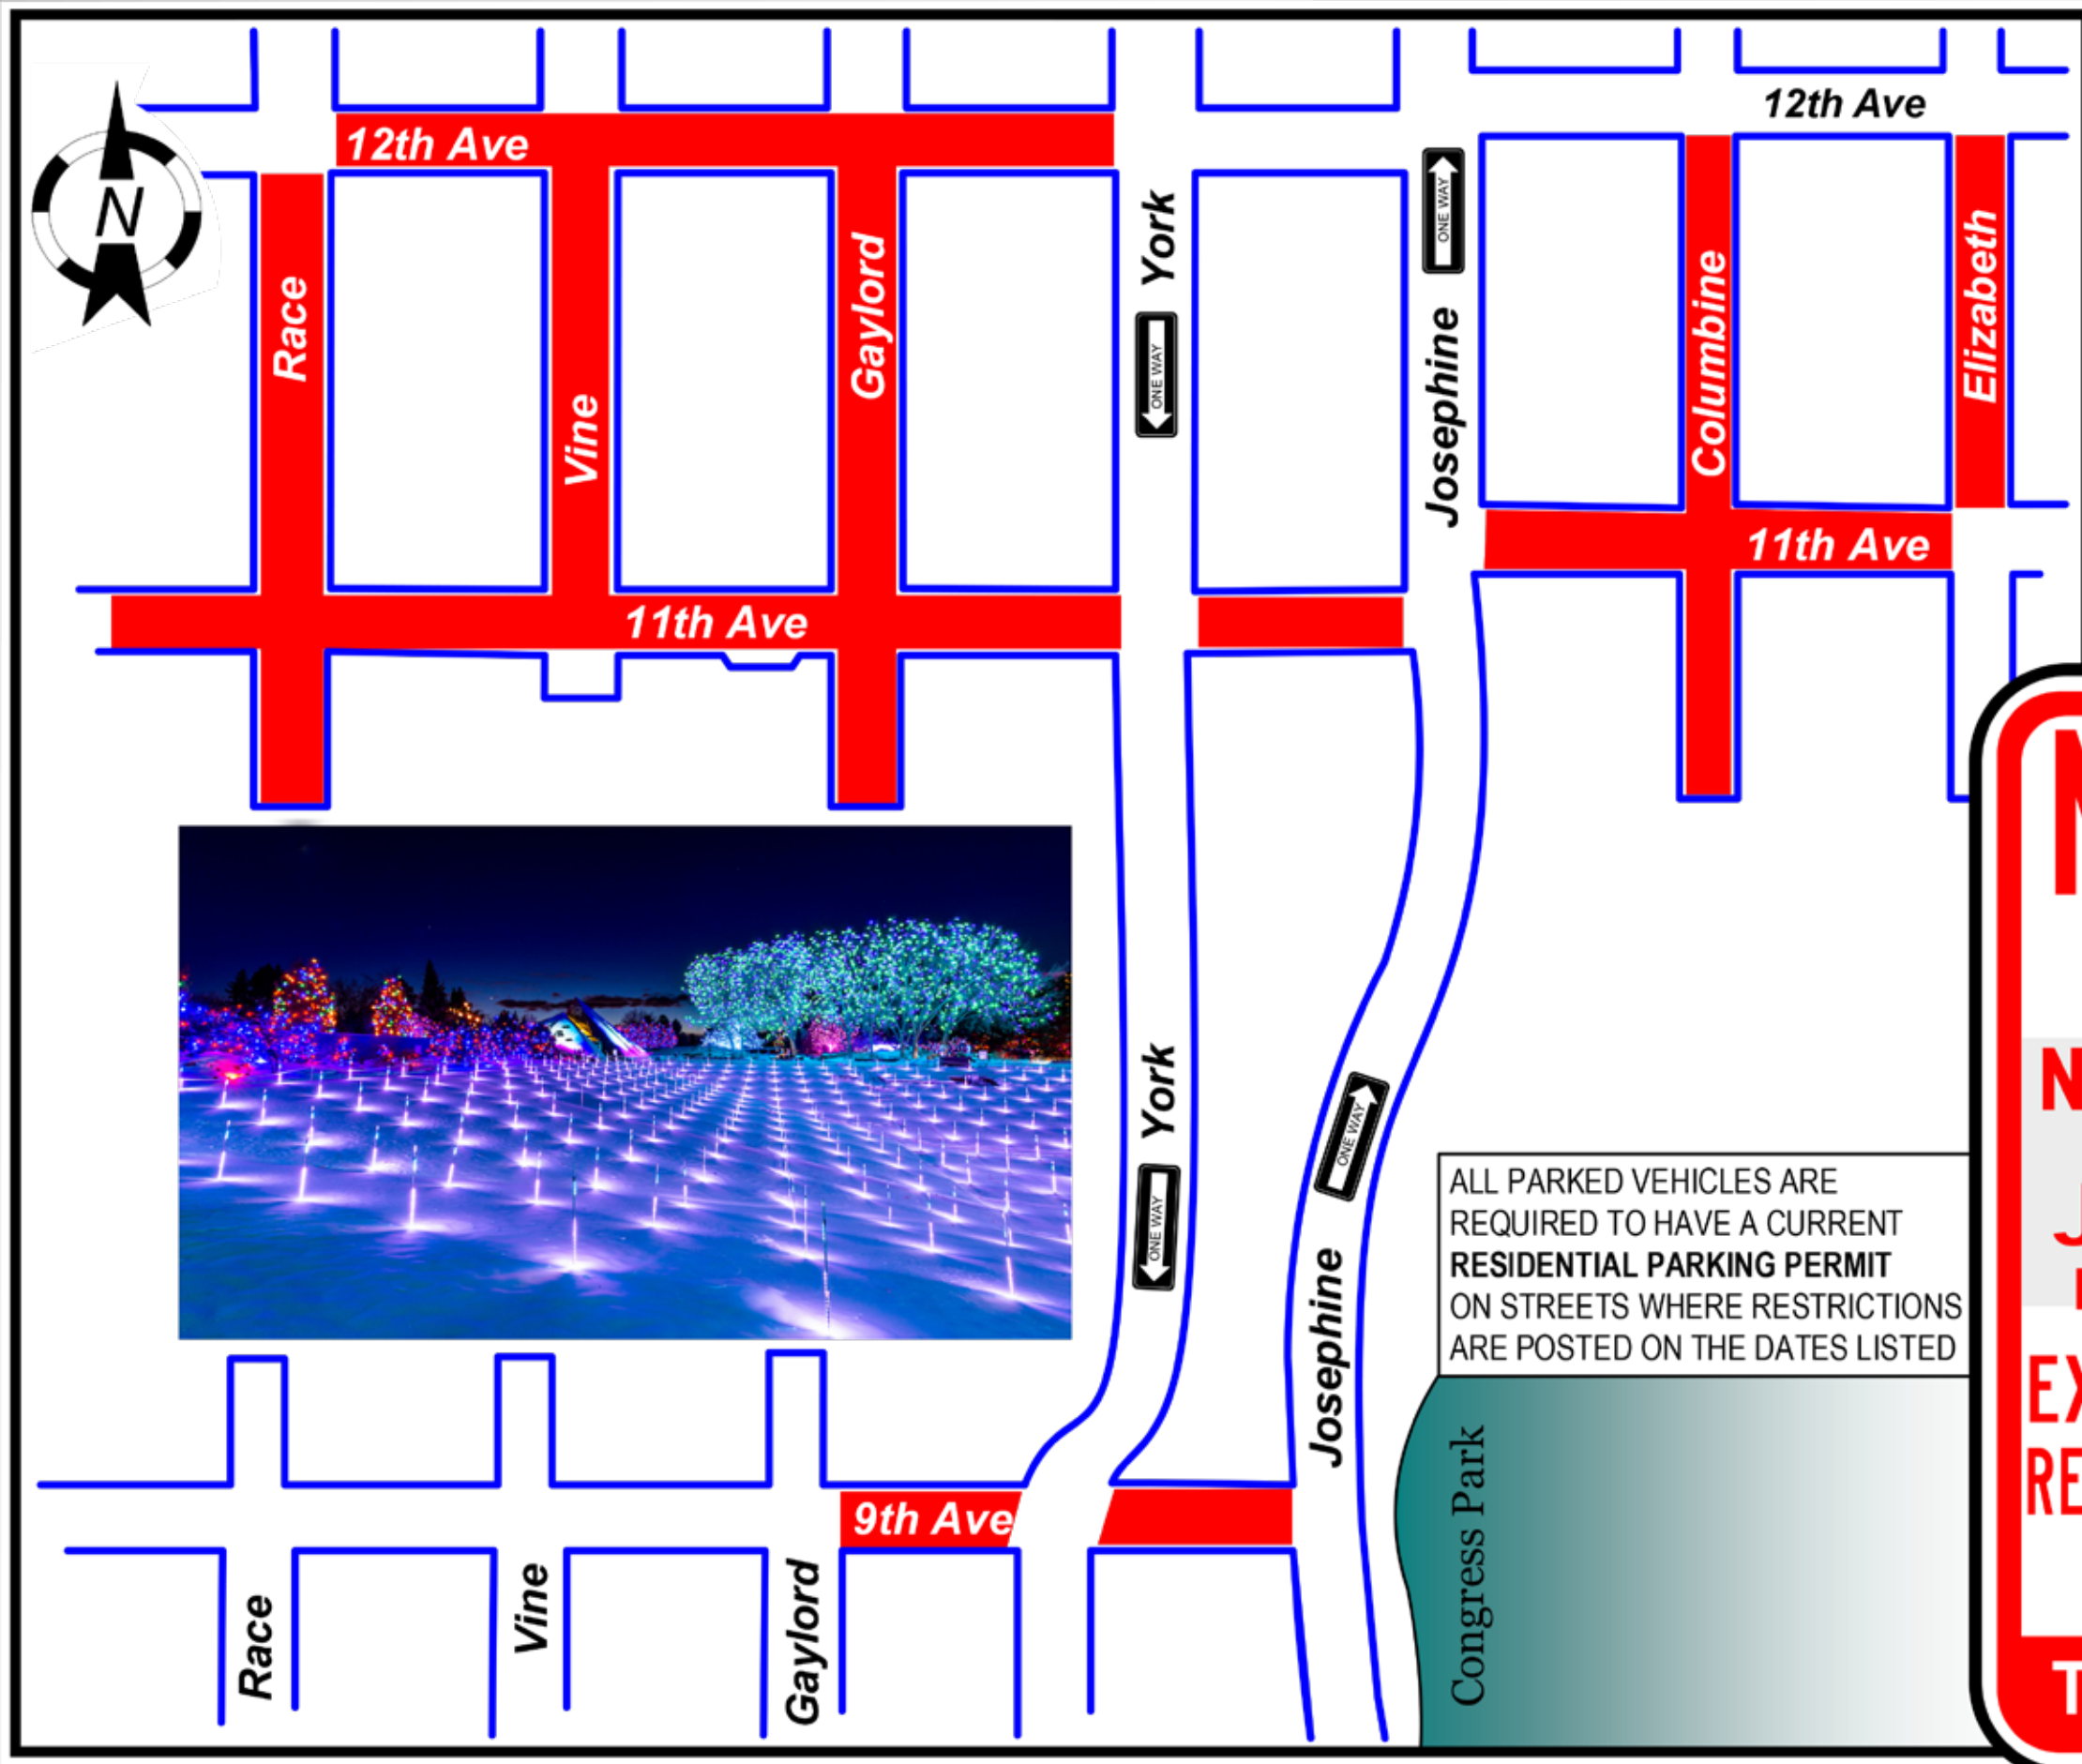 12th Ave
12th Ave
N
York
ONE WAY
Race
Gaylord
ONE WAY
Josephine
Columbine
Elizabeth
Vine
ONE WAY
11th Ave
11th Ave
York
ONE WAY
ONE WAY
Josephine
ALL PARKED VEHICLES ARE
REQUIRED TO HAVE A CURRENT
RESIDENTIAL PARKING PERMIT
ON STREETS WHERE RESTRICTIONS
ARE POSTED ON THE DATES LISTED
9th Ave
Congress Park
Race
Vine
Gaylord